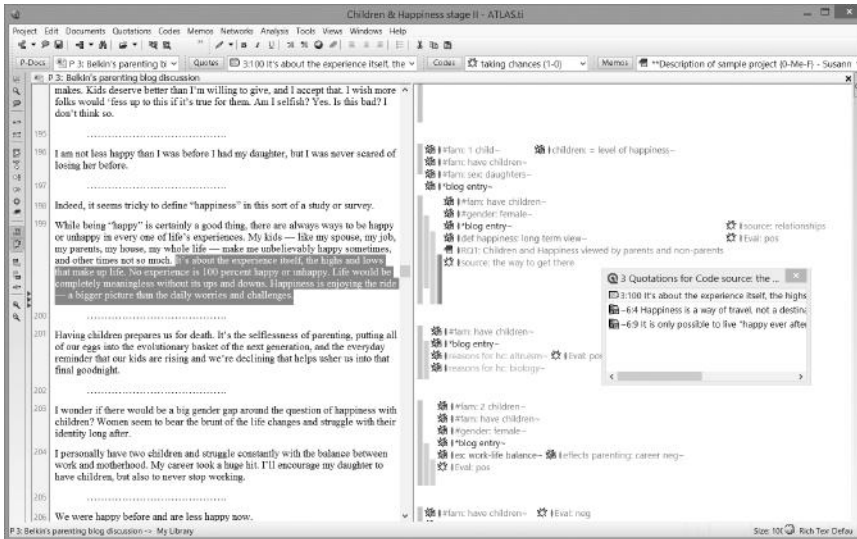 Children & Happiness stage II - ATLAS.ti
Project Edit Documents Quotations Codes Memos Networks Analysis Tools Views Windows Help
P-Docs P 3: Belkin's parenting bl Quotes 3:100 It's about the experience itself, the Codes taking chances {1-0} Memos **Description of sample project {0-Me-F} - Susann
P 3: Belkin's parenting blog discussion
makes. Kids deserve better than I'm willing to give, and I accept that. I wish more
folks would 'fess up to this if it's true for them. Am I selfish? Yes. Is this bad? I
don't think so.
195 ..............................
196 I am not less happy than I was before I had my daughter, but I was never scared of
losing her before.
197 ..............................
198 Indeed, it seems tricky to define "happiness" in this sort of a study or survey.
199 While being "happy" is certainly a good thing, there are always ways to be happy
or unhappy in every one of life's experiences. My kids — like my spouse, my job,
my parents, my house, my whole life — make me unbelievably happy sometimes,
and other times not so much. It's about the experience itself, the highs and lows
that make up life. No experience is 100 percent happy or unhappy. Life would be
completely meaningless without its ups and downs. Happiness is enjoying the ride
— a bigger picture than the daily worries and challenges.
200 ..............................
201 Having children prepares us for death. It's the selflessness of parenting, putting all
of our eggs into the evolutionary basket of the next generation, and the everyday
reminder that our kids are rising and we're declining that helps usher us into that
final goodnight.
202 ..............................
203 I wonder if there would be a big gender gap around the question of happiness with
children? Women seem to bear the brunt of the life changes and struggle with their
identity long after.
204 I personally have two children and struggle constantly with the balance between
work and motherhood. My career took a huge hit. I'll encourage my daughter to
have children, but also to never stop working.
205 ..............................
206 We were happy before and are less happy now.
#fam: 1 child~ children: = level of happiness~
#fam: have children~
#fam: sex: daughters~
*blog entry~
#fam: have children~
#gender: female~
*blog entry~ source: relationships
def happiness: long term view~ Eval: pos
RQ1: Children and Happiness viewed by parents and non-parents
source: the way to get there
3 Quotations for Code source: the ...
3:100 It's about the experience itself, the highs
~6:4 Happiness is a way of travel, not a destina
~6:9 It is only possible to live "happy ever after
#fam: have children~
*blog entry~
reasons for hc: altruism~ Eval: pos
reasons for hc: biology~
#fam: 2 children~
#fam: have children~
#gender: female~
*blog entry~
ex: work-life balance~ effects parenting: career neg~
Eval: pos
#fam: have children~ Eval: neg
P 3: Belkin's parenting blog discussion -> My Library Size: 100 Rich Text Defau